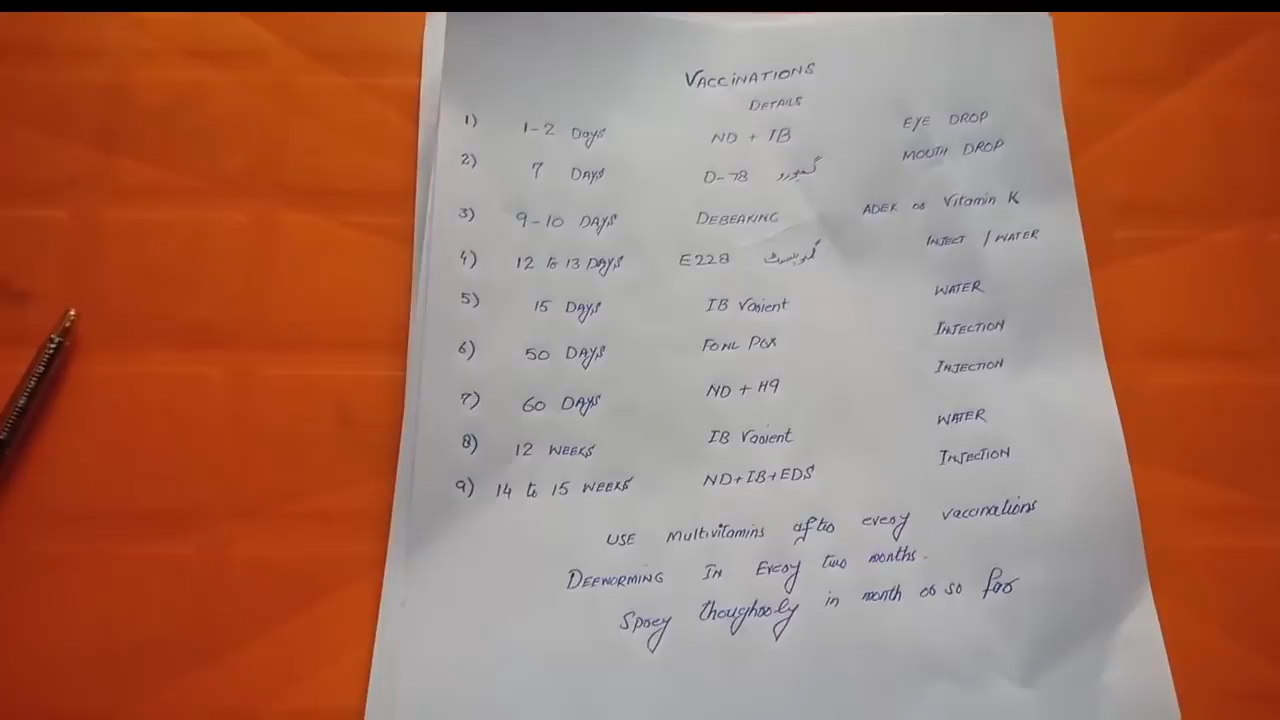 VACCINATIONS
DETAILS
1) 1-2 Days ND + IB EYE DROP
2) 7 DAYS D-78 گمبورو MOUTH DROP
3) 9-10 DAYS DEBEAKING ADEK or Vitamin K
4) 12 to 13 DAYS E228 INJECT / WATER
5) 15 DAYS IB Varient WATER
6) 50 DAYS FOWL POX INJECTION
7) 60 DAYS ND + H9 INJECTION
8) 12 WEEKS IB Varient WATER
9) 14 to 15 WEEKS ND+IB+EDS INJECTION
USE Multivitamins after every vaccinations
DEEWORMING IN Every two months.
Sprey thoughorly in month or so far